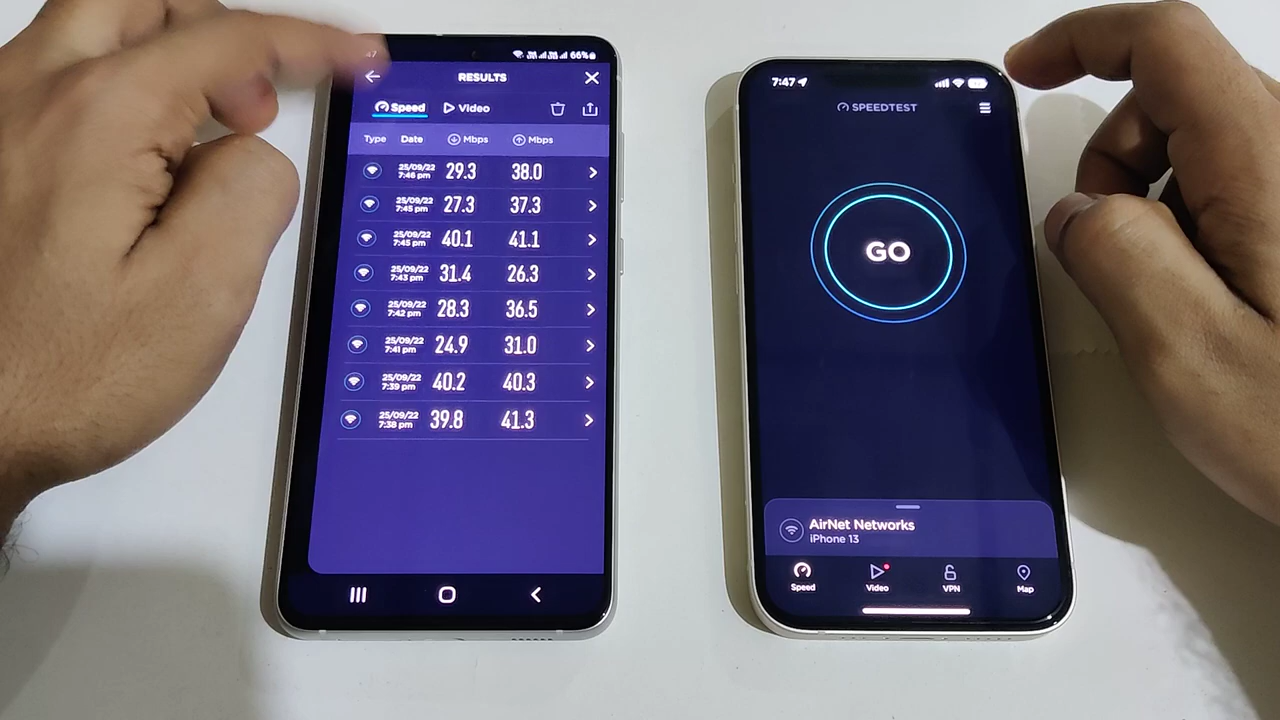 47 66%
RESULTS
Speed Video
Type Date Mbps Mbps
25/09/22
7:46 pm 29.3 38.0
25/09/22
7:45 pm 27.3 37.3
25/09/22
7:45 pm 40.1 41.1
25/09/22
7:43 pm 31.4 26.3
25/09/22
7:42 pm 28.3 36.5
25/09/22
7:41 pm 24.9 31.0
25/09/22
7:39 pm 40.2 40.3
25/09/22
7:38 pm 39.8 41.3
7:47
SPEEDTEST
GO
AirNet Networks
iPhone 13
Speed Video VPN Map